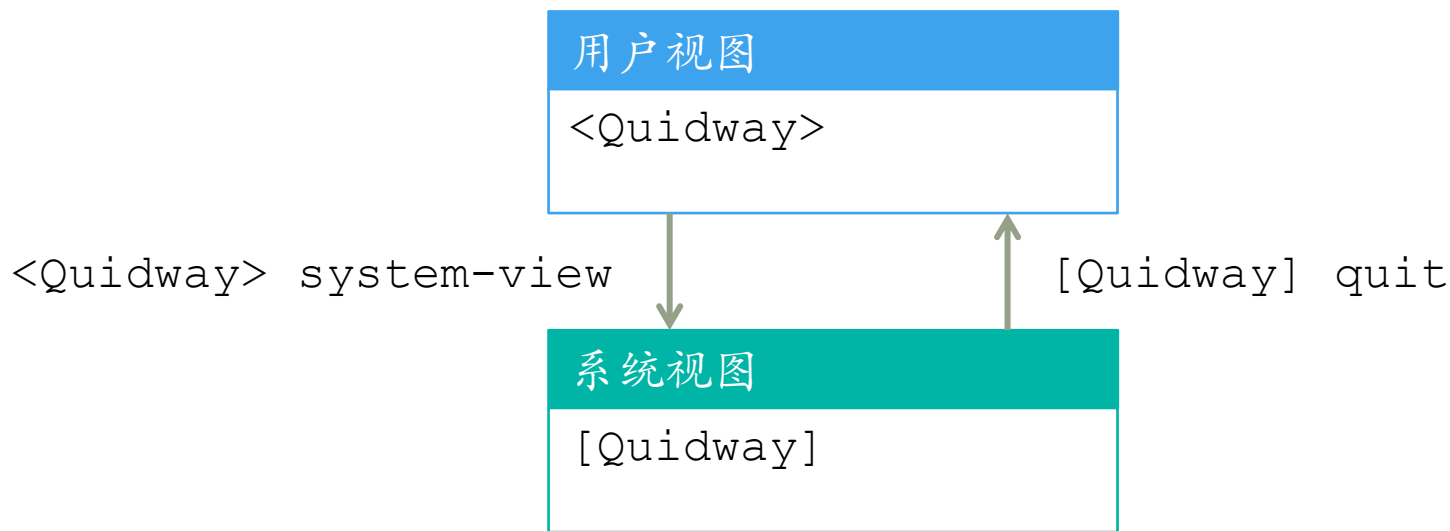 用户视图
<Quidway>
<Quidway> system-view
[Quidway] quit
系统视图
[Quidway]